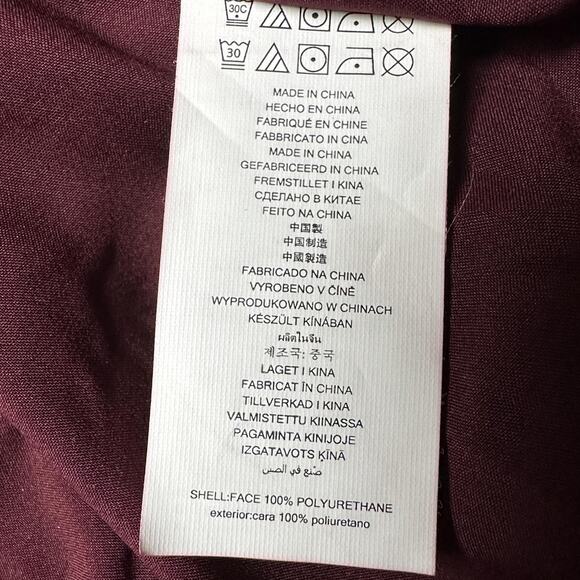 30C
30
MADE IN CHINA
HECHO EN CHINA
FABRIQUÉ EN CHINE
FABBRICATO IN CINA
MADE IN CHINA
GEFABRICEERD IN CHINA
FREMSTILLET I KINA
СДЕЛАНО В КИТАЕ
FEITO NA CHINA
中国製
中国制造
中國製造
FABRICADO NA CHINA
VYROBENO V ČÍNĚ
WYPRODUKOWANO W CHINACH
KÉSZÜLT KÍNÁBAN
ผลิตในจีน
제조국: 중국
LAGET I KINA
FABRICAT ÎN CHINA
TILLVERKAD I KINA
VALMISTETTU KIINASSA
PAGAMINTA KINIJOJE
IZGATAVOTS ĶĪNĀ
صنع في الصين
SHELL:FACE 100% POLYURETHANE
exterior:cara 100% poliuretano